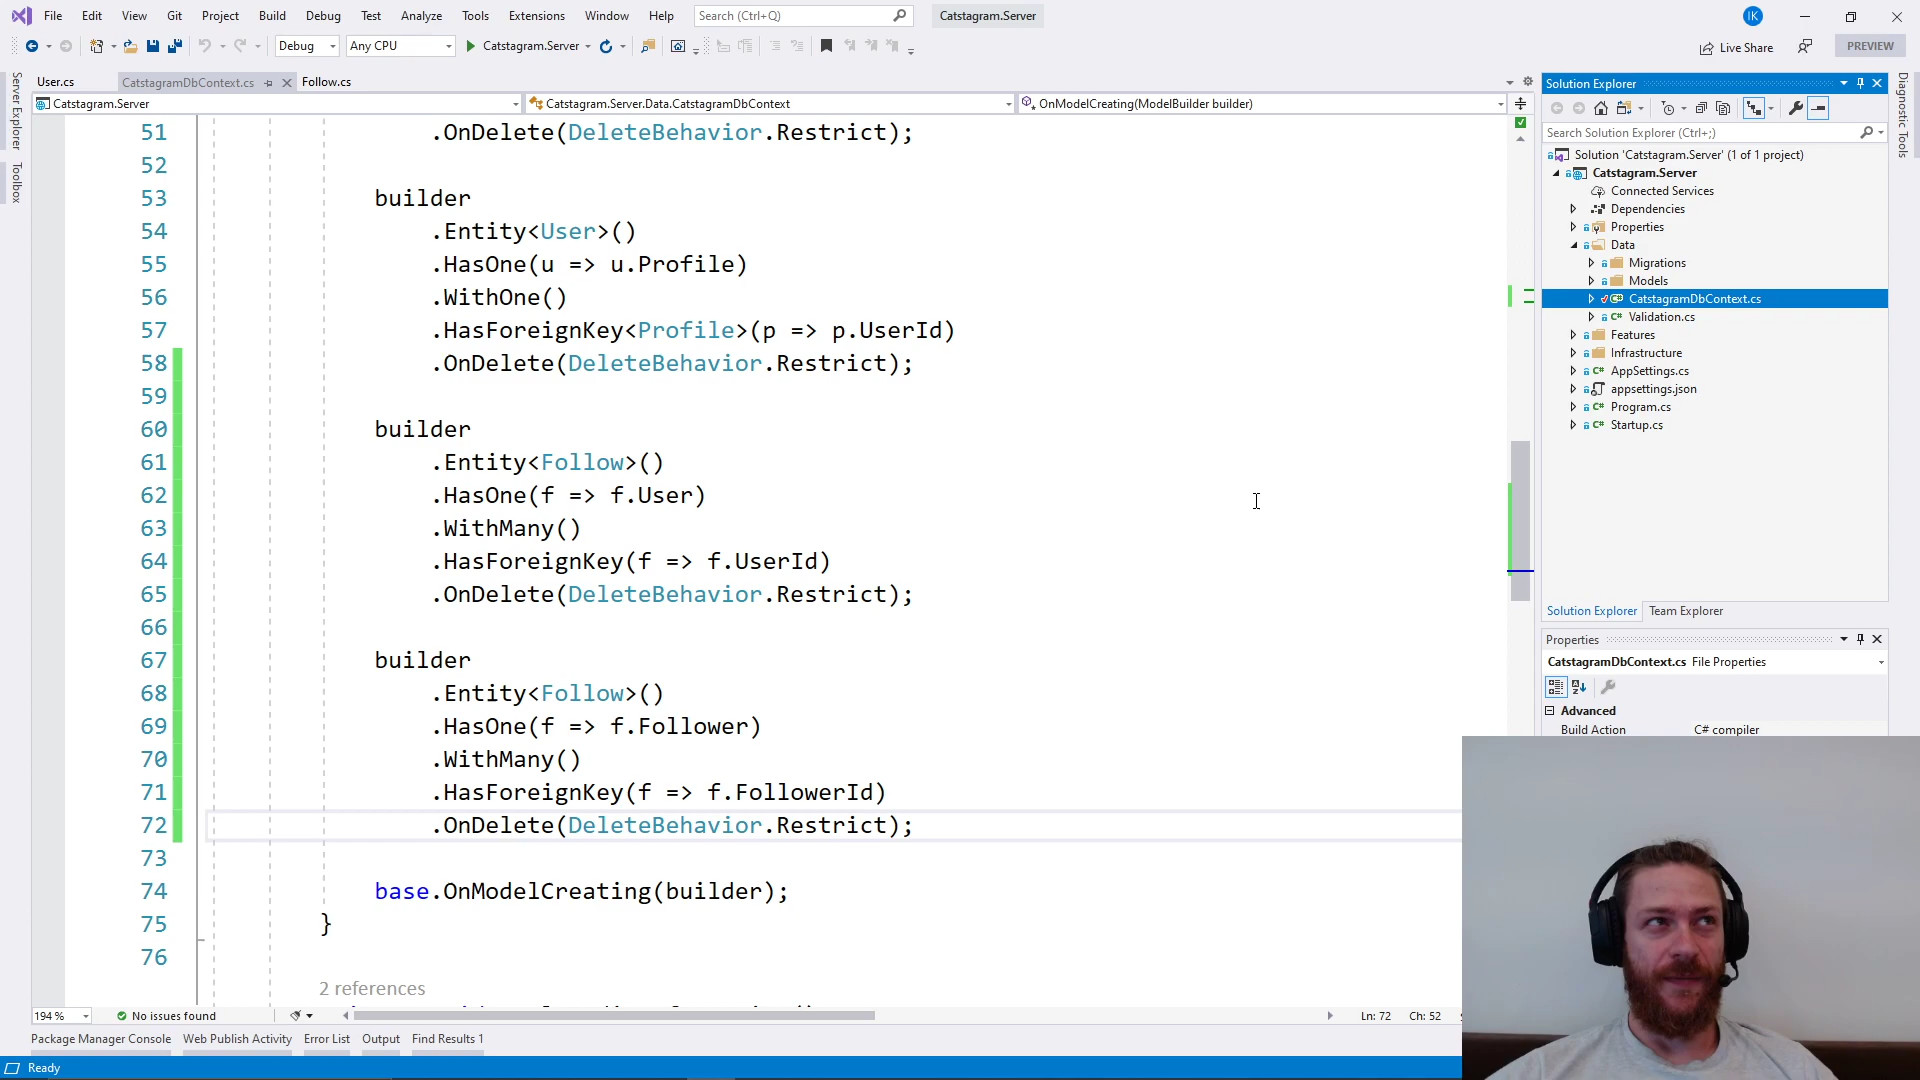 File Edit View Git Project Build Debug Test Analyze Tools Extensions Window Help Search (Ctrl+Q) Catstagram.Server IK
Debug Any CPU Catstagram.Server Live Share PREVIEW
User.cs CatstagramDbContext.cs Follow.cs
Catstagram.Server Catstagram.Server.Data.CatstagramDbContext OnModelCreating(ModelBuilder builder)
Server Explorer
Toolbox
51 .OnDelete(DeleteBehavior.Restrict);
52
53 builder
54 .Entity<User>()
55 .HasOne(u => u.Profile)
56 .WithOne()
57 .HasForeignKey<Profile>(p => p.UserId)
58 .OnDelete(DeleteBehavior.Restrict);
59
60 builder
61 .Entity<Follow>()
62 .HasOne(f => f.User)
63 .WithMany()
64 .HasForeignKey(f => f.UserId)
65 .OnDelete(DeleteBehavior.Restrict);
66
67 builder
68 .Entity<Follow>()
69 .HasOne(f => f.Follower)
70 .WithMany()
71 .HasForeignKey(f => f.FollowerId)
72 .OnDelete(DeleteBehavior.Restrict);
73
74 base.OnModelCreating(builder);
75 }
76
2 references
194 % No issues found Ln: 72 Ch: 52
Package Manager Console Web Publish Activity Error List Output Find Results 1
Ready
Solution Explorer
Search Solution Explorer (Ctrl+;)
Solution 'Catstagram.Server' (1 of 1 project)
Catstagram.Server
Connected Services
Dependencies
Properties
Data
Migrations
Models
CatstagramDbContext.cs
Validation.cs
Features
Infrastructure
AppSettings.cs
appsettings.json
Program.cs
Startup.cs
Solution Explorer Team Explorer
Properties
CatstagramDbContext.cs File Properties
Advanced
Build Action C# compiler
Diagnostic Tools